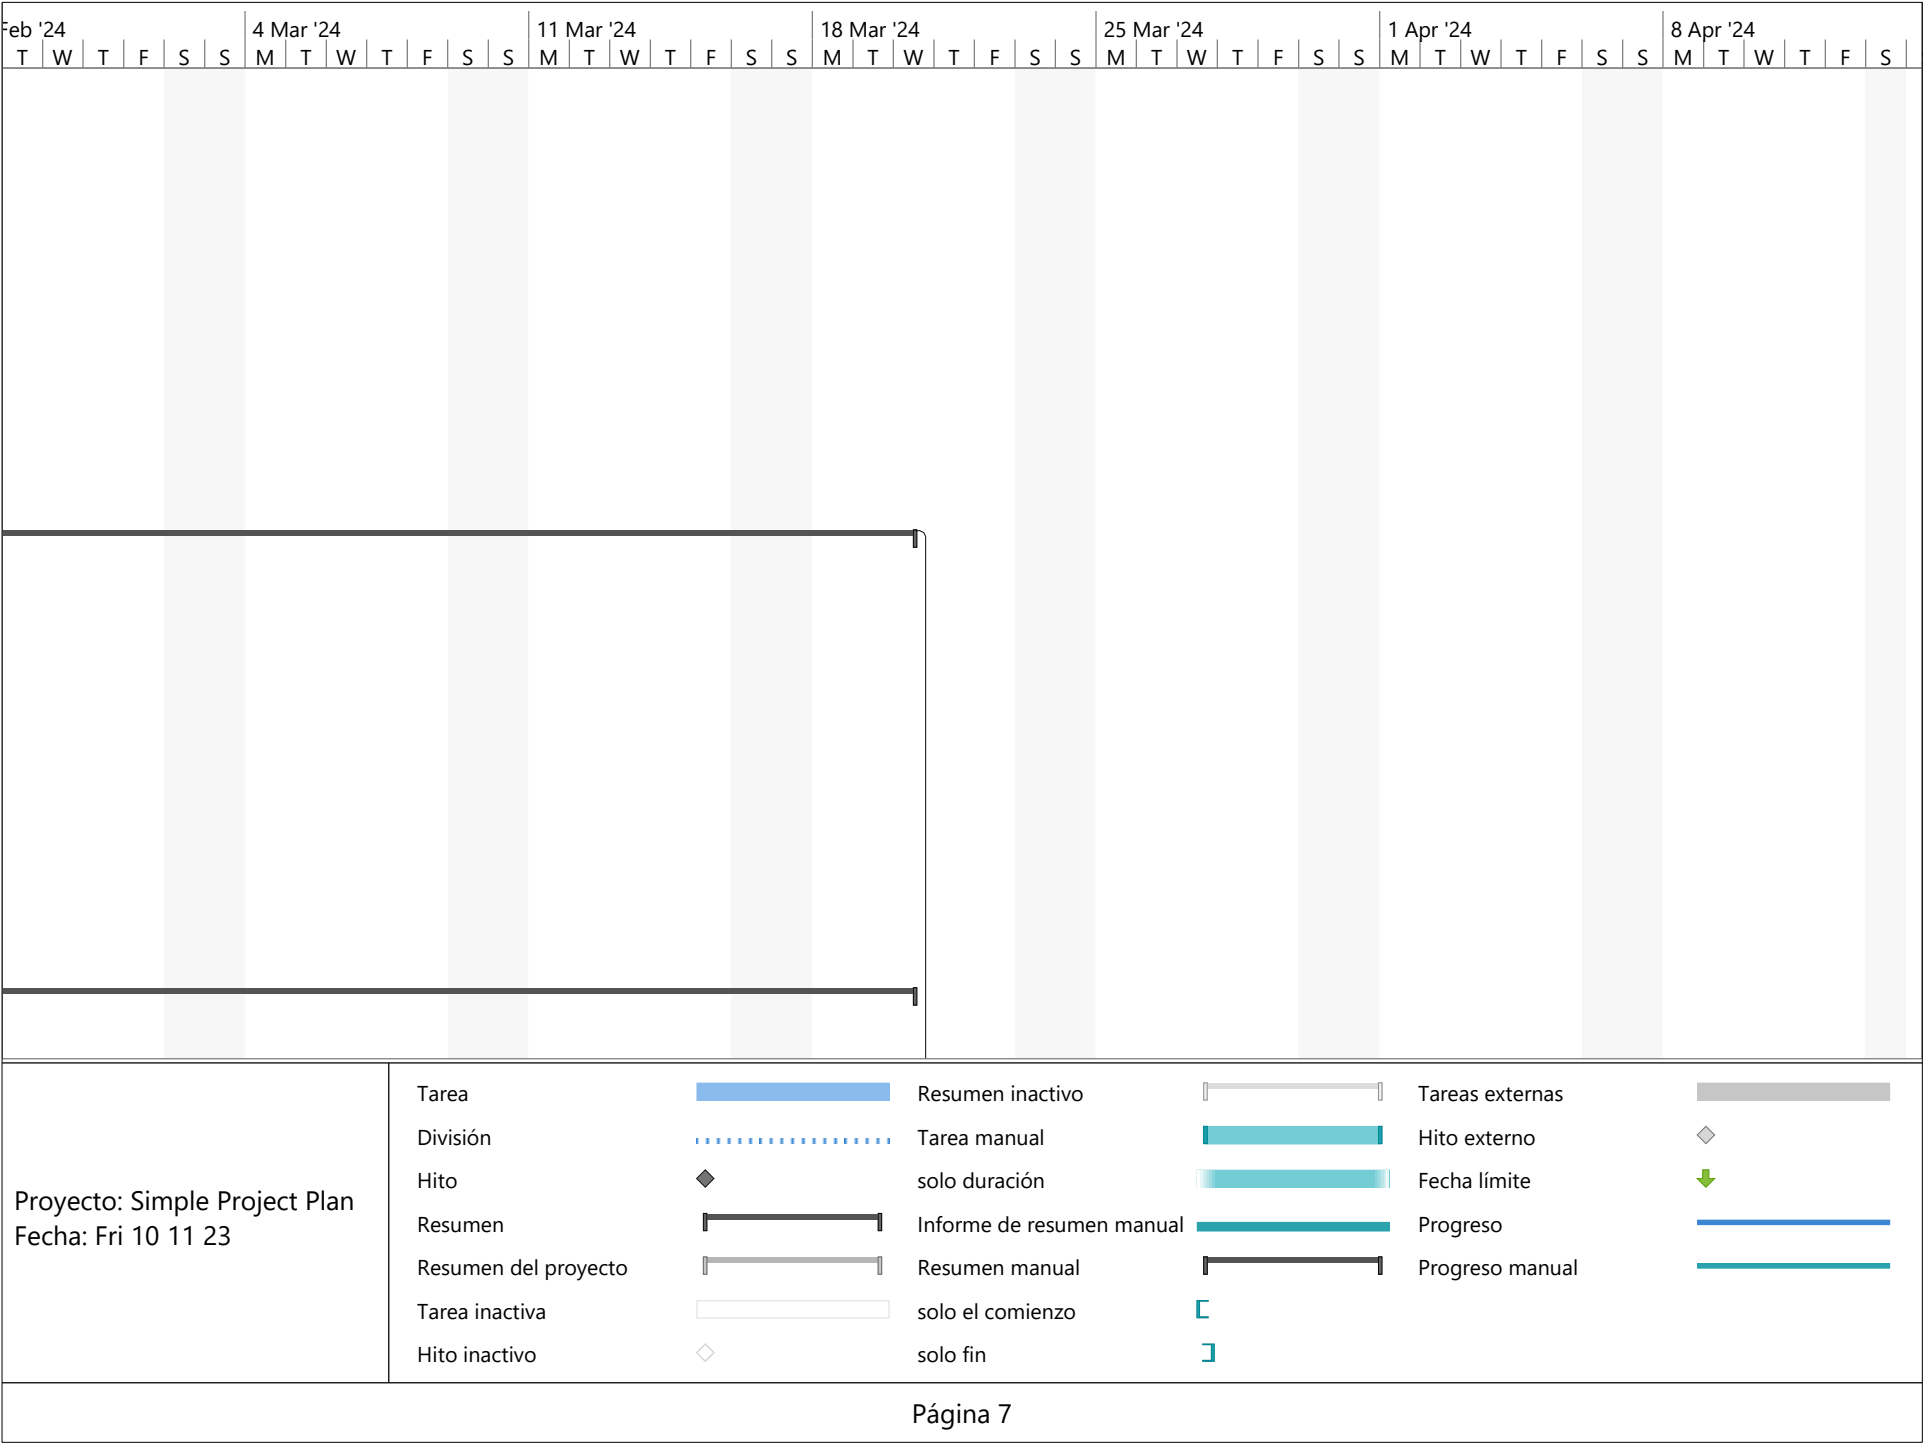 Feb '24 4 Mar '24 11 Mar '24 18 Mar '24 25 Mar '24 1 Apr '24 8 Apr '24
T W T F S S M T W T F S S M T W T F S S M T W T F S S M T W T F S S M T W T F S S M T W T F S
Tarea Resumen inactivo Tareas externas
División Tarea manual Hito externo
Hito solo duración Fecha límite
Proyecto: Simple Project Plan
Fecha: Fri 10 11 23
Resumen Informe de resumen manual Progreso
Resumen del proyecto Resumen manual Progreso manual
Tarea inactiva solo el comienzo
Hito inactivo solo fin
Página 7